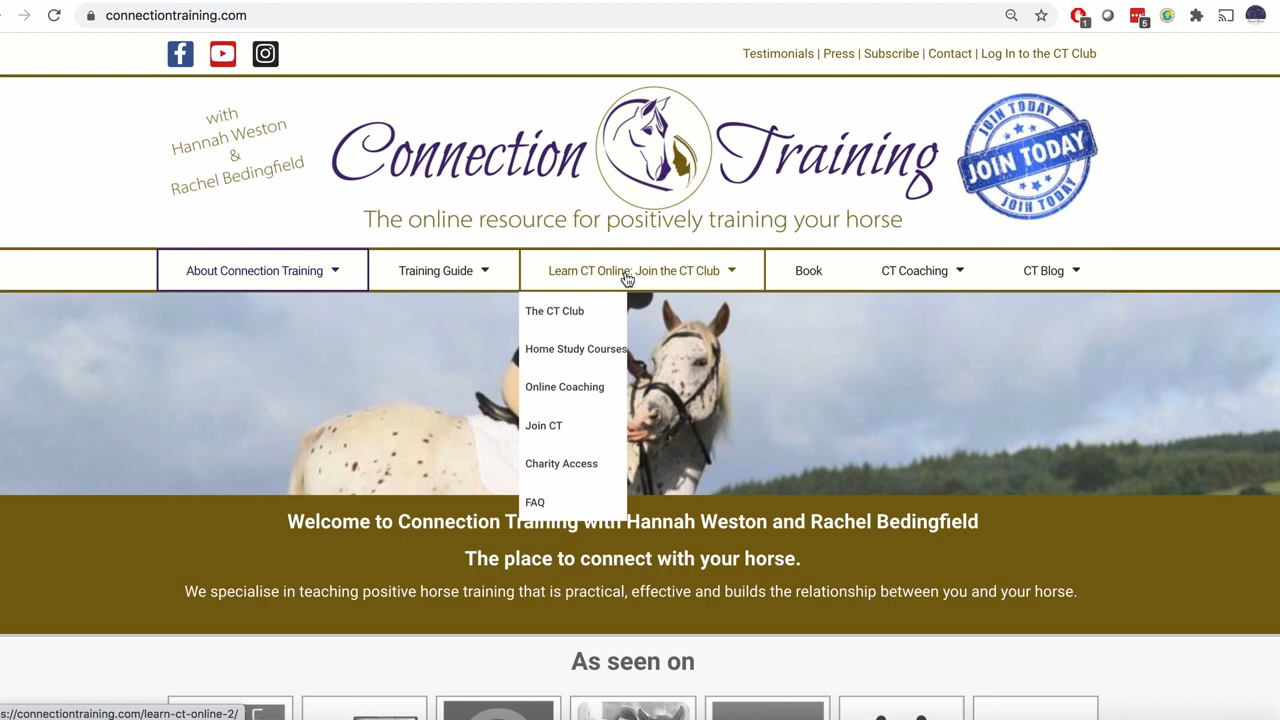 connectiontraining.com
1
5
Testimonials | Press | Subscribe | Contact | Log In to the CT Club
with
Hannah Weston
&
Rachel Bedingfield
Connection Training
The online resource for positively training your horse
JOIN TODAY
JOIN TODAY
JOIN TODAY
About Connection Training
Training Guide
Learn CT Online: Join the CT Club
Book
CT Coaching
CT Blog
The CT Club
Home Study Courses
Online Coaching
Join CT
Charity Access
FAQ
Welcome to Connection Training with Hannah Weston and Rachel Bedingfield
The place to connect with your horse.
We specialise in teaching positive horse training that is practical, effective and builds the relationship between you and your horse.
As seen on
s://connectiontraining.com/learn-ct-online-2/